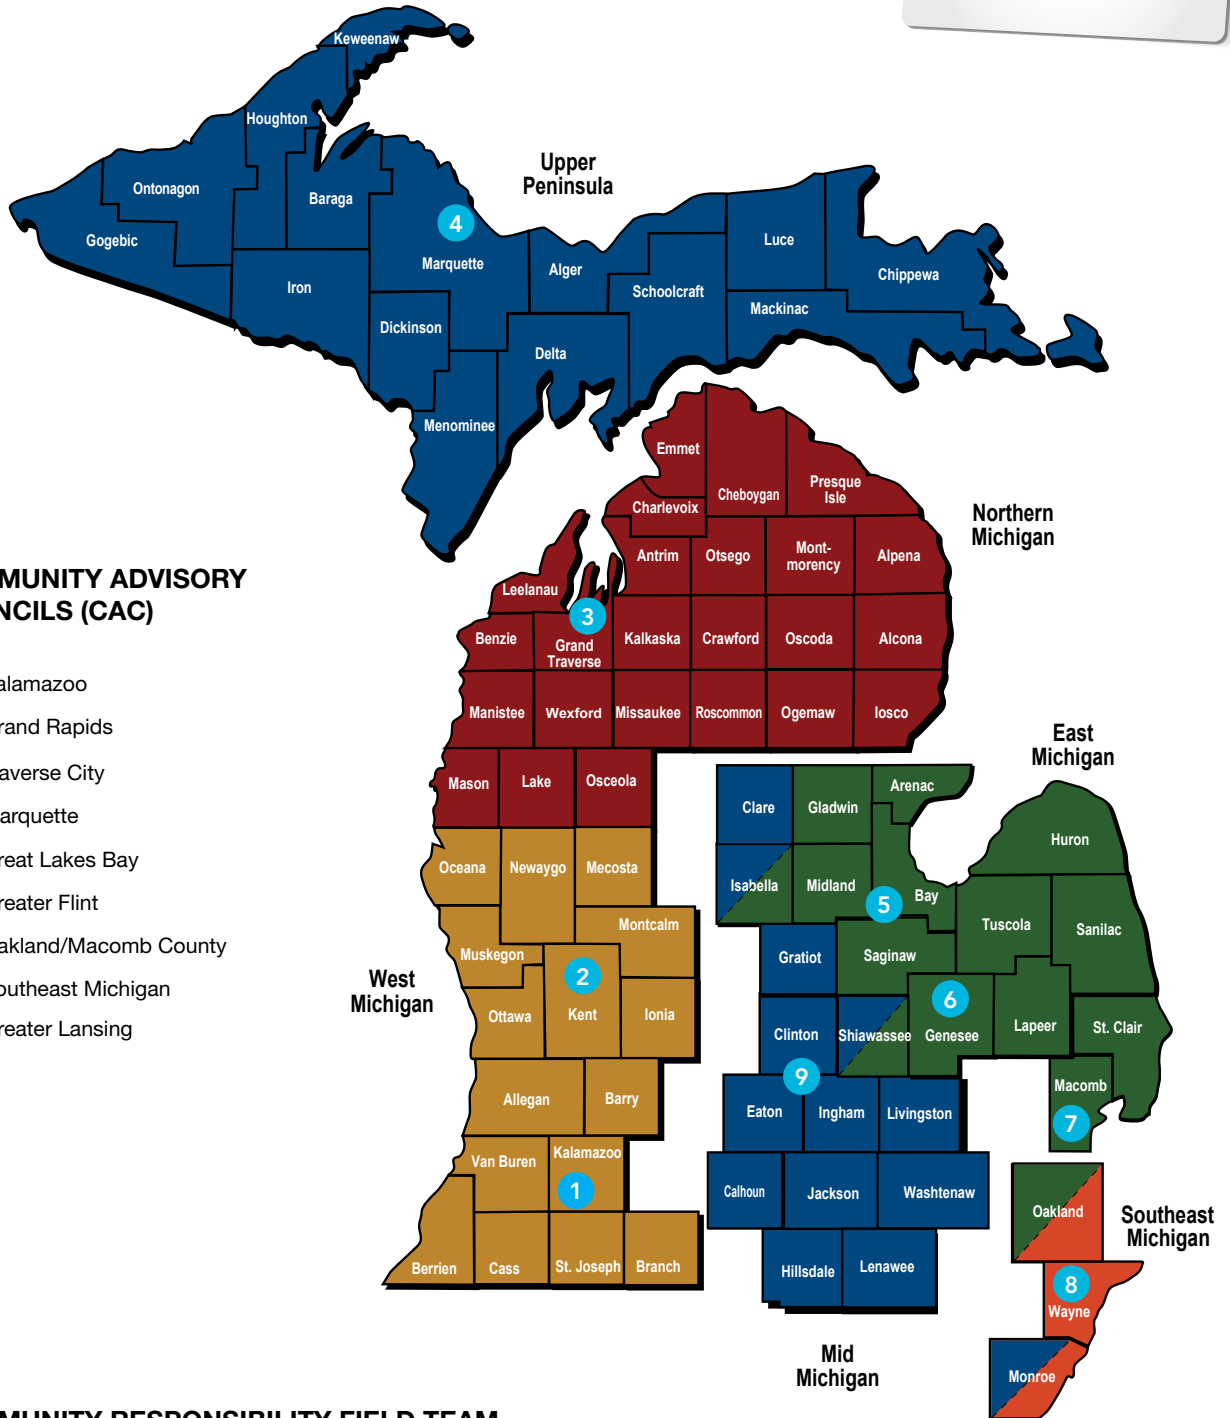 Keweenaw
Houghton
Ontonagon
Baraga
Gogebic
Upper
Peninsula
4
Marquette
Iron
Alger
Luce
Chippewa
Schoolcraft
Mackinac
Dickinson
Delta
Menominee
Emmet
Cheboygan
Presque
Isle
Charlevoix
Northern
Michigan
Antrim
Otsego
Mont-
morency
Alpena
Leelanau
3
Benzie
Grand
Traverse
Kalkaska
Crawford
Oscoda
Alcona
Manistee
Wexford
Missaukee
Roscommon
Ogemaw
Iosco
Mason
Lake
Osceola
MUNITY ADVISORY
NCILS (CAC)
alamazoo
rand Rapids
averse City
arquette
reat Lakes Bay
reater Flint
akland/Macomb County
outheast Michigan
reater Lansing
East
Michigan
Clare
Gladwin
Arenac
Huron
Isabella
Midland
5
Bay
Tuscola
Sanilac
Gratiot
Saginaw
6
Clinton
Shiawassee
Genesee
Lapeer
St. Clair
9
Eaton
Ingham
Livingston
Macomb
7
Calhoun
Jackson
Washtenaw
Hillsdale
Lenawee
Mid
Michigan
Oceana
Newaygo
Mecosta
Montcalm
Muskegon
West
Michigan
2
Ottawa
Kent
Ionia
Allegan
Barry
Van Buren
Kalamazoo
1
Berrien
Cass
St. Joseph
Branch
Oakland
Southeast
Michigan
8
Wayne
Monroe
MUNITY RESPONSIBILITY FIELD TEAM